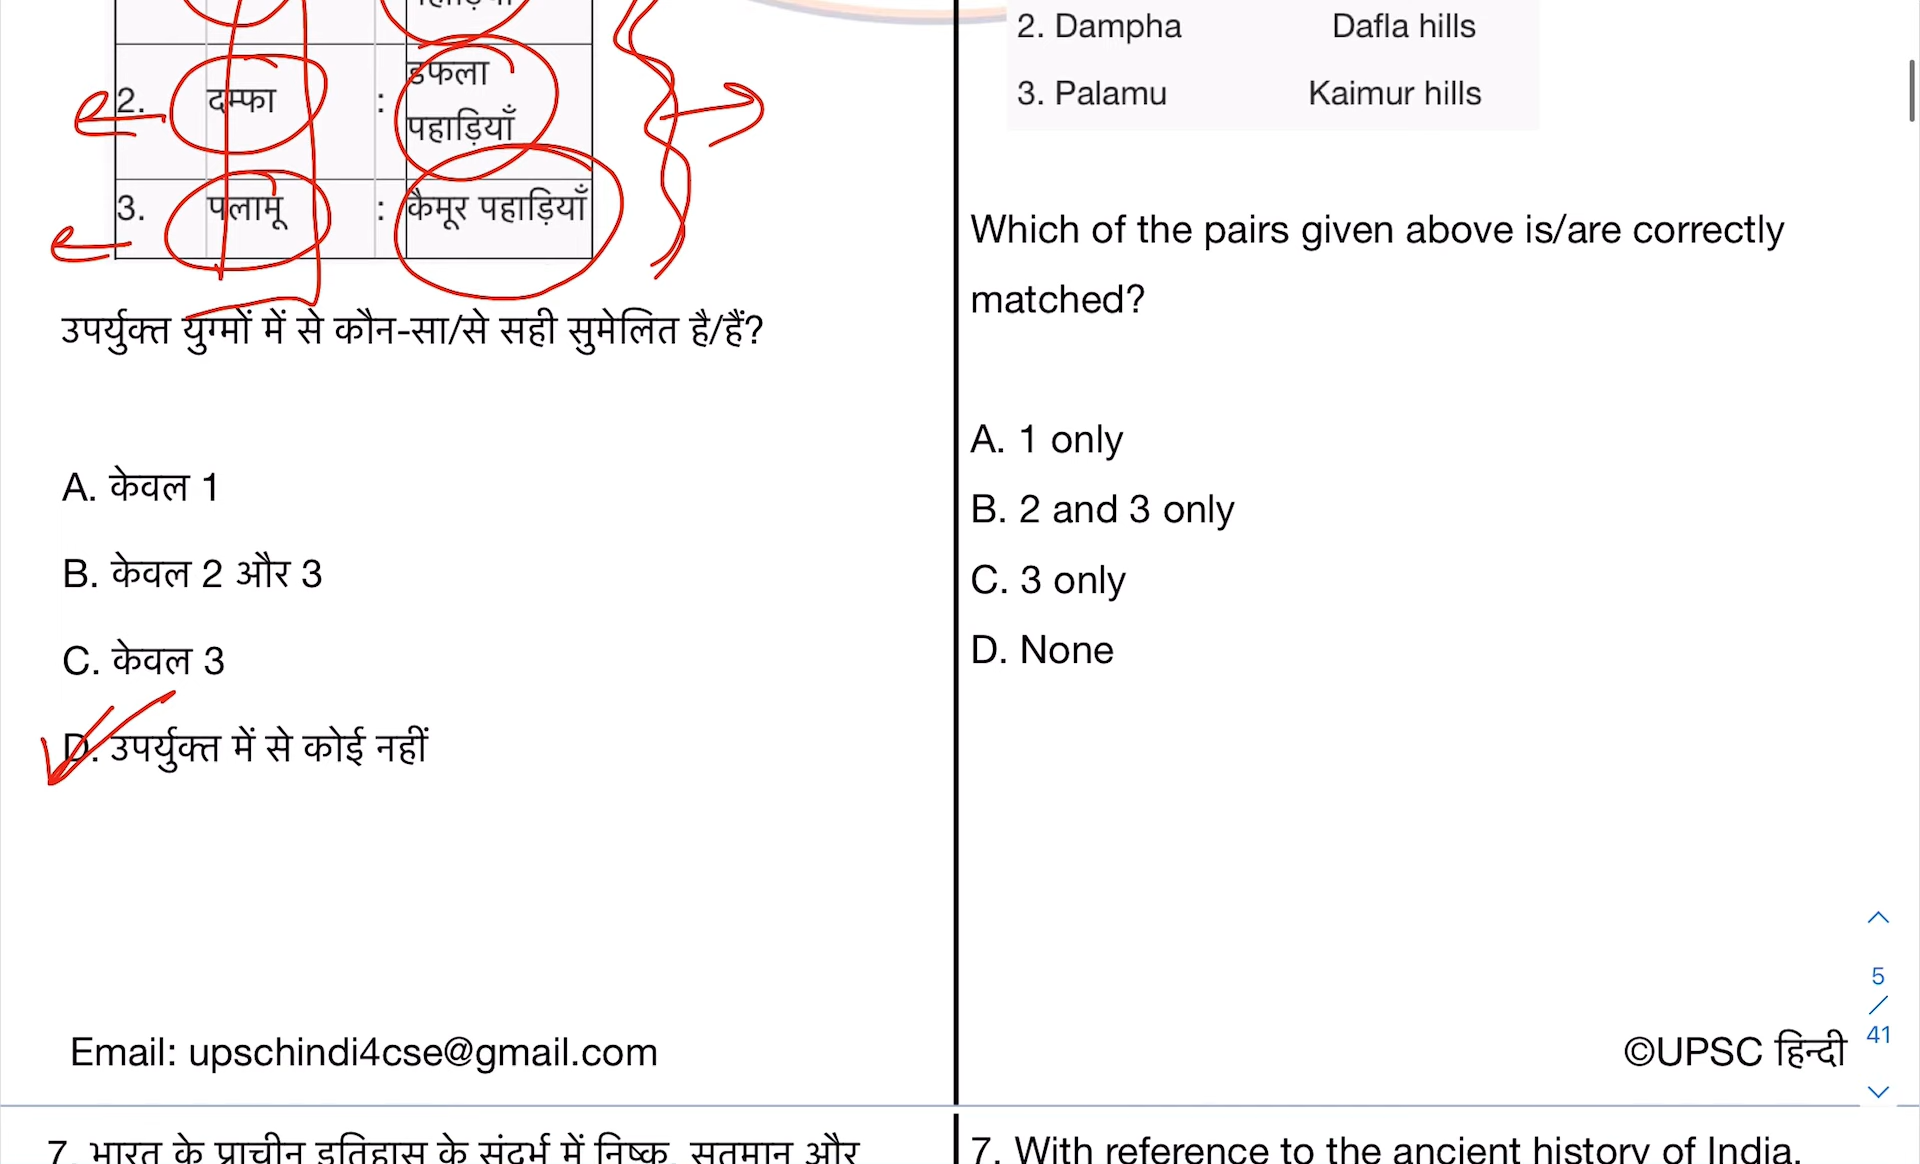 2. दम्फा : डफला
पहाड़ियाँ
3. पलामू : कैमूर पहाड़ियाँ
उपर्युक्त युग्मों में से कौन-सा/से सही सुमेलित है/हैं?
A. केवल 1
B. केवल 2 और 3
C. केवल 3
D. उपर्युक्त में से कोई नहीं
Email: upschindi4cse@gmail.com
7. भारत के प्राचीन इतिहास के संदर्भ में निष्क, सतमान और
2. Dampha Dafla hills
3. Palamu Kaimur hills
Which of the pairs given above is/are correctly
matched?
A. 1 only
B. 2 and 3 only
C. 3 only
D. None
5
/
41
©UPSC हिन्दी
7. With reference to the ancient history of India,